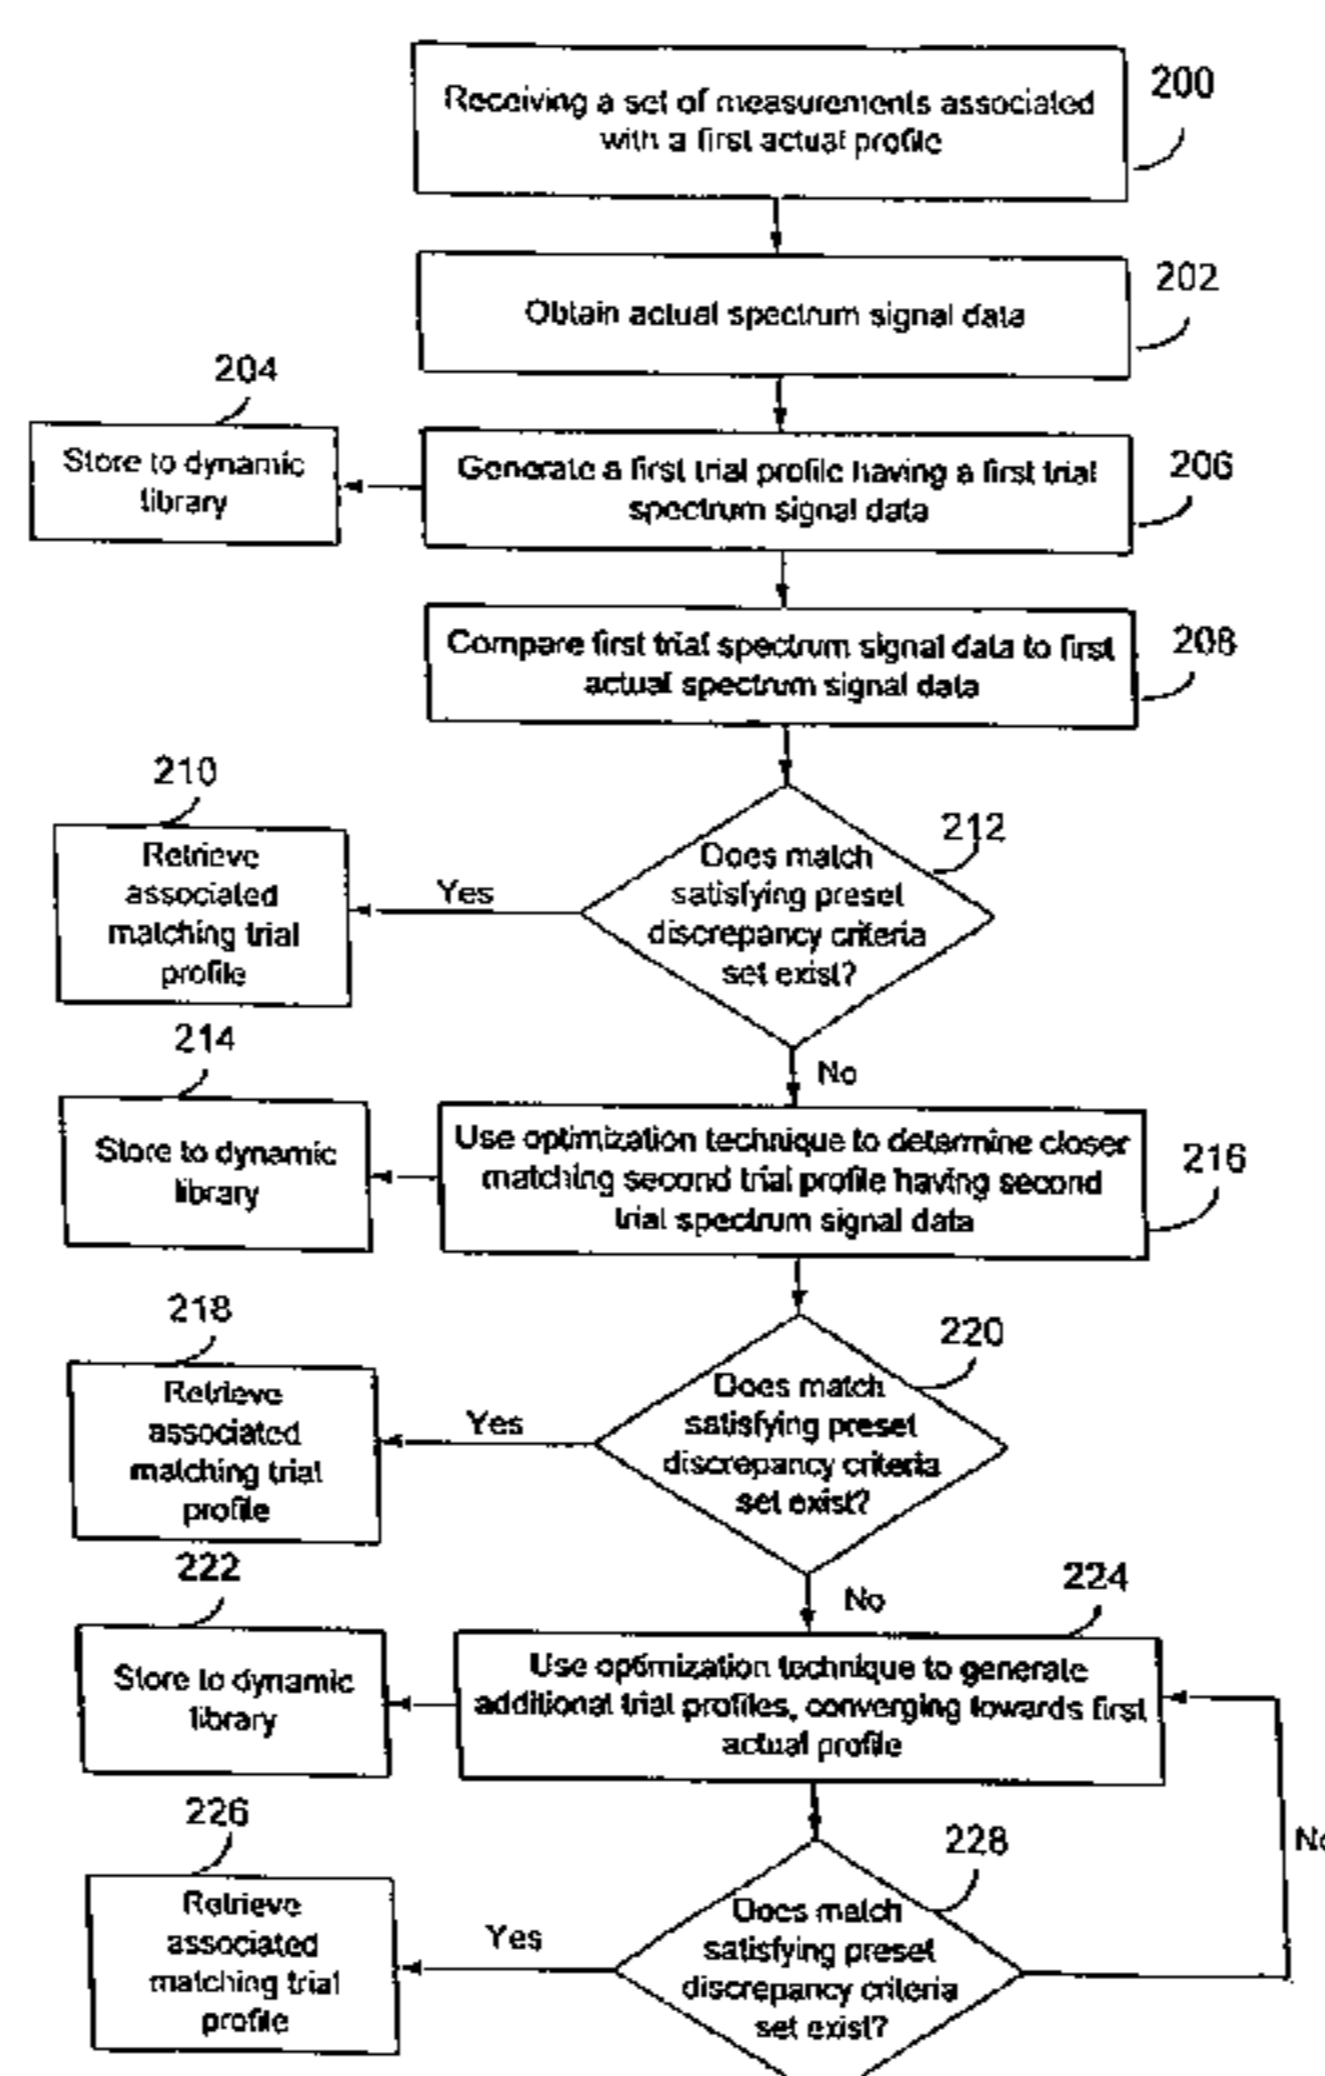 200
Receiving a set of measurements associated
with a first actual profile
202
Obtain actual spectrum signal data
204
Store to dynamic
library
206
Generate a first trial profile having a first trial
spectrum signal data
208
Compare first trial spectrum signal data to first
actual spectrum signal data
210
Retrieve
associated
matching trial
profile
Yes
212
Does match
satisfying preset
discrepancy criteria
set exist?
No
214
Store to dynamic
library
216
Use optimization technique to determine closer
matching second trial profile having second
trial spectrum signal data
218
Retrieve
associated
matching trial
profile
Yes
220
Does match
satisfying preset
discrepancy criteria
set exist?
No
222
Store to dynamic
library
224
Use optimization technique to generate
additional trial profiles, converging towards first
actual profile
226
Retrieve
associated
matching trial
profile
Yes
228
Does match
satisfying preset
discrepancy criteria
set exist?
No